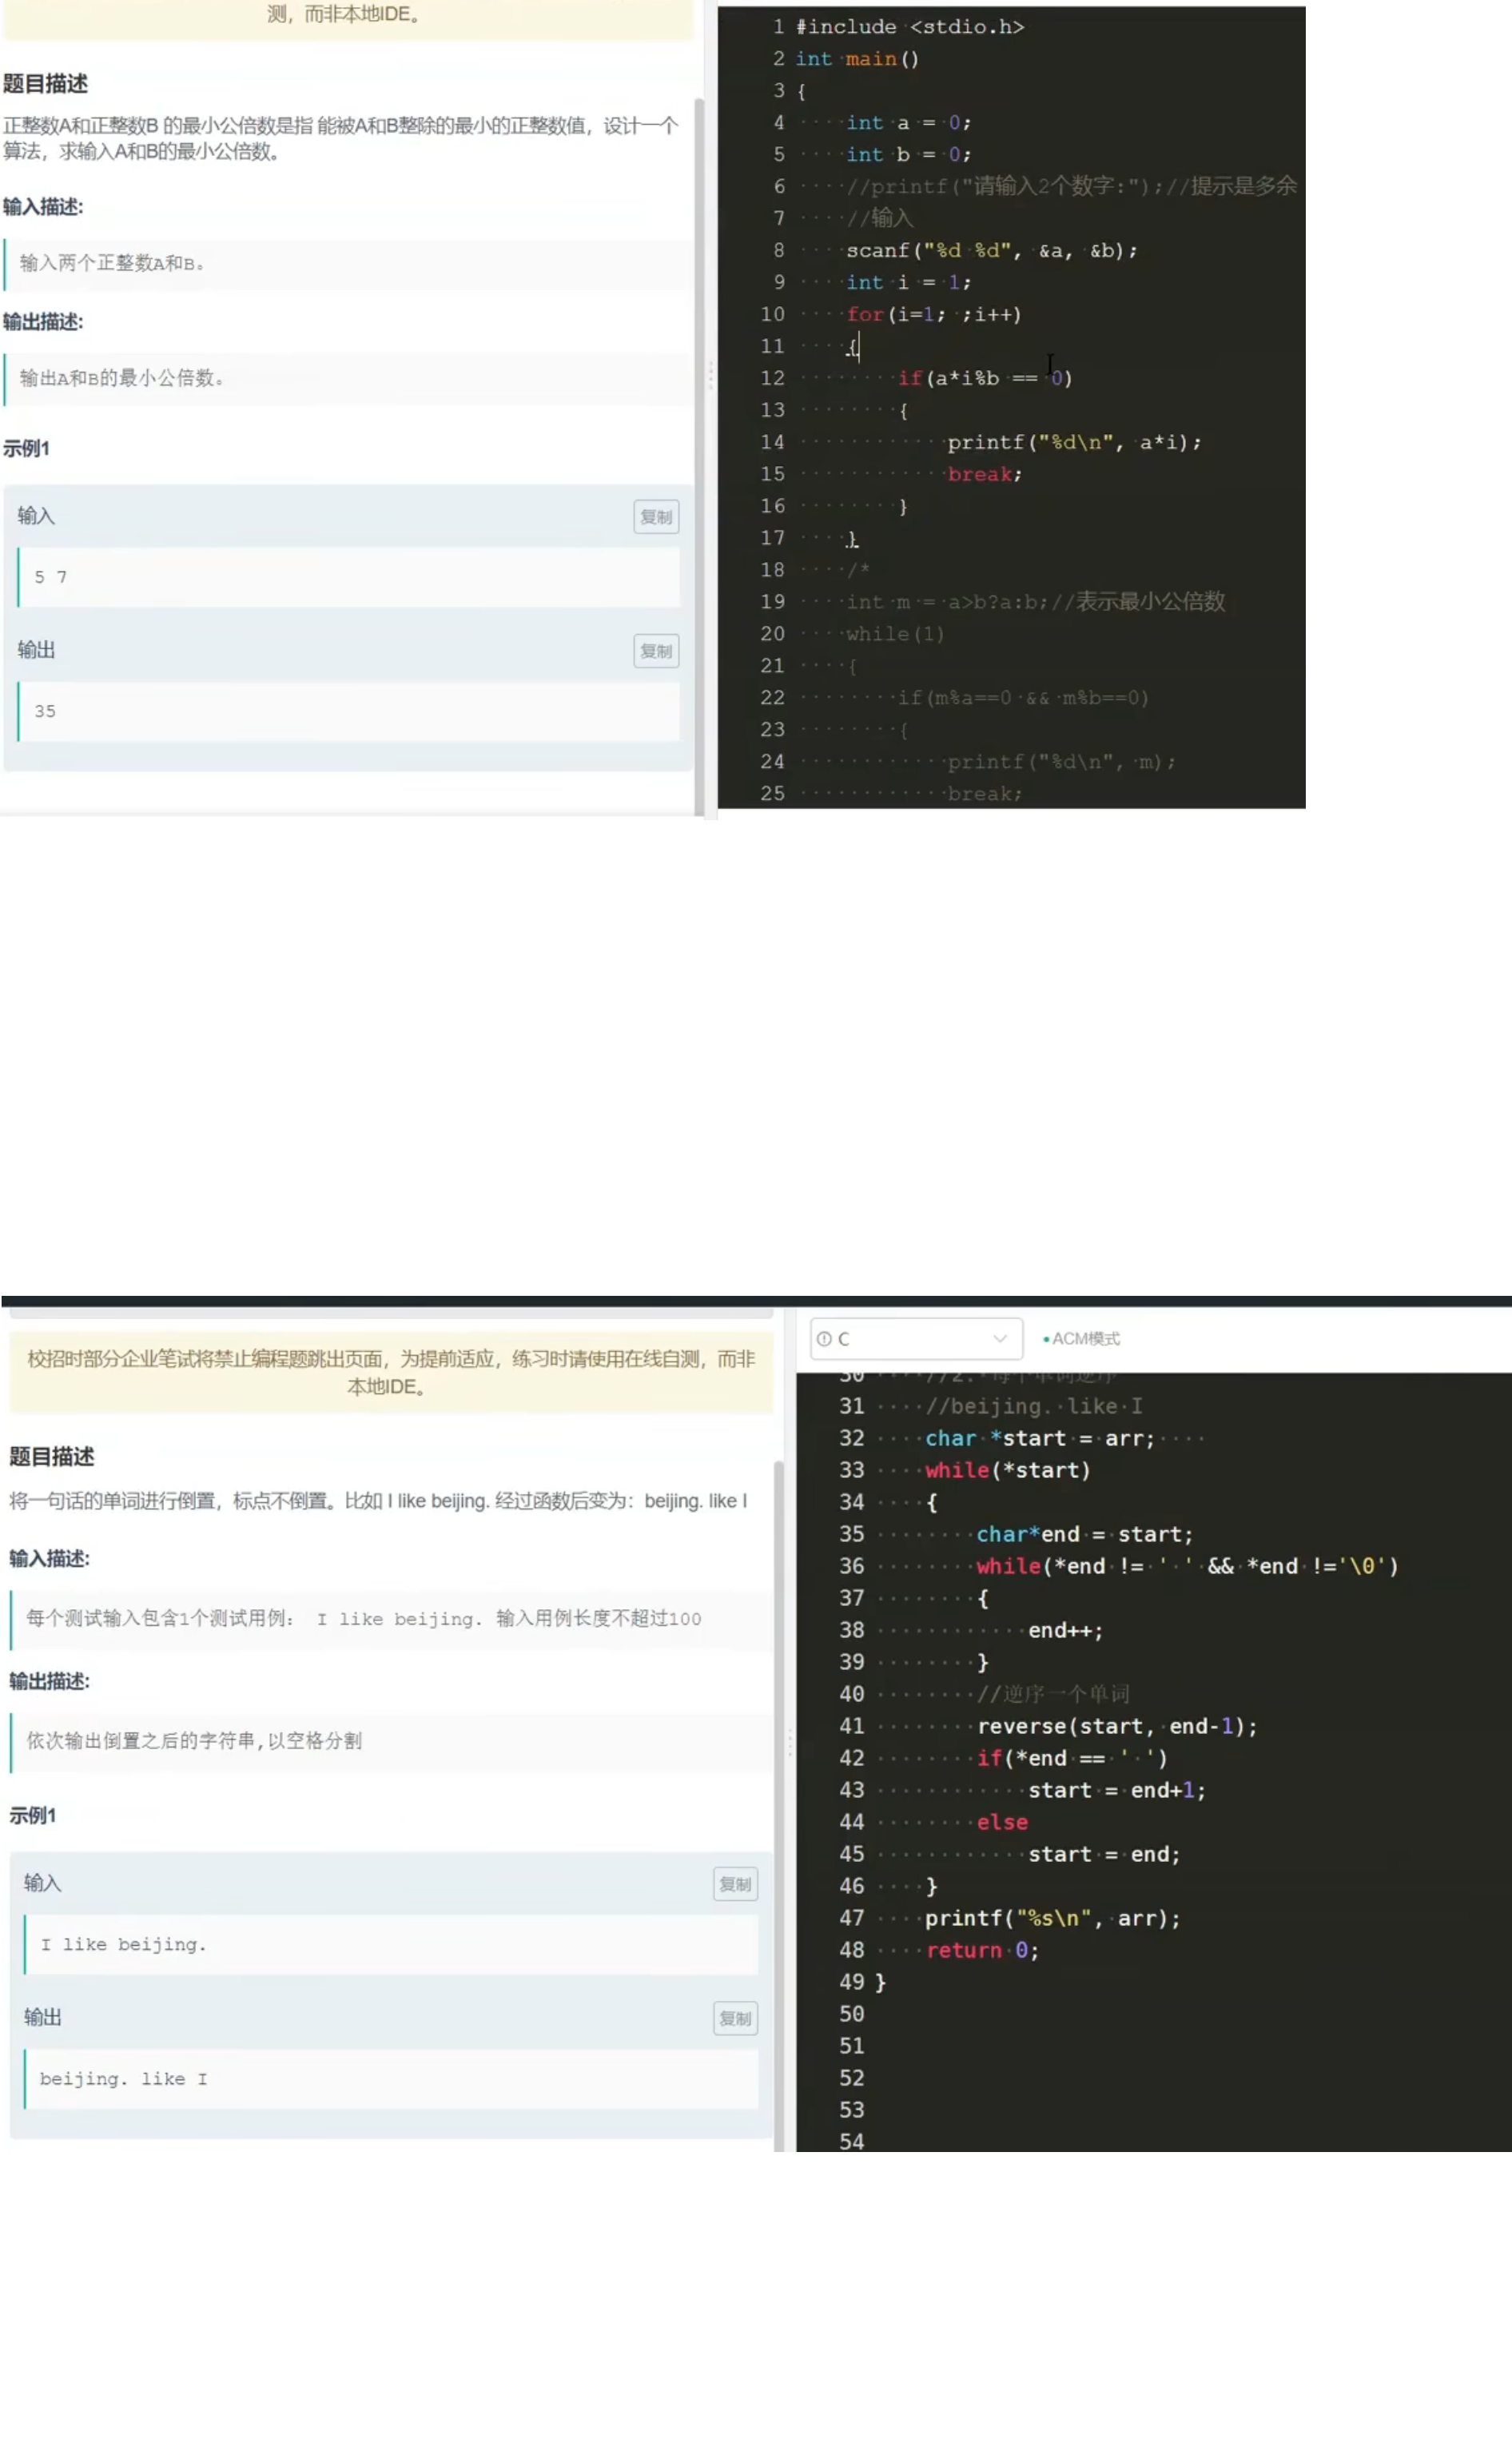 测，而非本地IDE。
题目描述
正整数A和正整数B 的最小公倍数是指 能被A和B整除的最小的正整数值，设计一个
算法，求输入A和B的最小公倍数。
输入描述:
输入两个正整数A和B。
输出描述:
输出A和B的最小公倍数。
示例1
输入
复制
5 7
输出
复制
35
1 #include <stdio.h>
2 int main()
3 {
4     int a = 0;
5     int b = 0;
6     //printf("请输入2个数字:");//提示是多余
7     //输入
8     scanf("%d %d", &a, &b);
9     int i = 1;
10     for(i=1; ;i++)
11     {
12         if(a*i%b == 0)
13         {
14             printf("%d\n", a*i);
15             break;
16         }
17     }
18     /*
19     int m = a>b?a:b;//表示最小公倍数
20     while(1)
21     {
22         if(m%a==0 && m%b==0)
23         {
24             printf("%d\n", m);
25             break;
校招时部分企业笔试将禁止编程题跳出页面，为提前适应，练习时请使用在线自测，而非
本地IDE。
题目描述
将一句话的单词进行倒置，标点不倒置。比如 I like beijing. 经过函数后变为：beijing. like I
输入描述:
每个测试输入包含1个测试用例： I like beijing. 输入用例长度不超过100
输出描述:
依次输出倒置之后的字符串,以空格分割
示例1
输入
复制
I like beijing.
输出
复制
beijing. like I
C
ACM模式
30     //2. 每个单词逆序
31     //beijing. like I
32     char *start = arr;
33     while(*start)
34     {
35         char*end = start;
36         while(*end != ' ' && *end !='\0')
37         {
38             end++;
39         }
40         //逆序一个单词
41         reverse(start, end-1);
42         if(*end == ' ')
43             start = end+1;
44         else
45             start = end;
46     }
47     printf("%s\n", arr);
48     return 0;
49 }
50
51
52
53
54